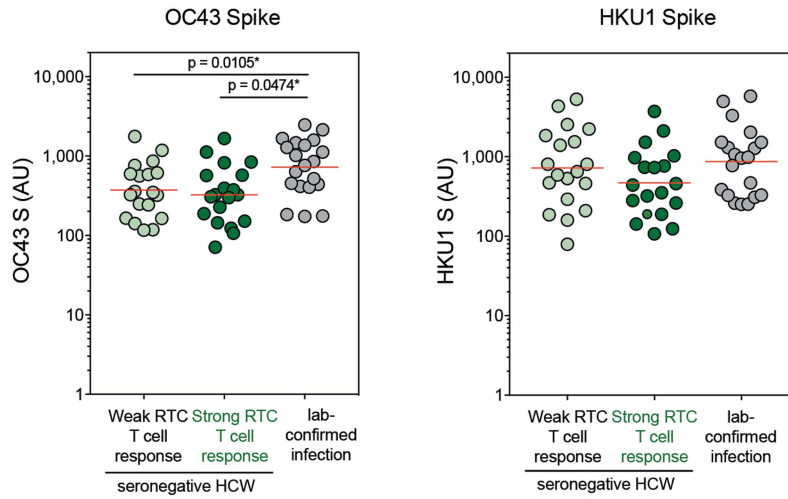 OC43 Spike
p = 0.0105*
p = 0.0474*
10,000
1,000
100
10
1
OC43 S (AU)
Weak RTC
T cell
response
Strong RTC
T cell
response
lab-
confirmed
infection
seronegative HCW
HKU1 Spike
10,000
1,000
100
10
1
HKU1 S (AU)
Weak RTC
T cell
response
Strong RTC
T cell
response
lab-
confirmed
infection
seronegative HCW